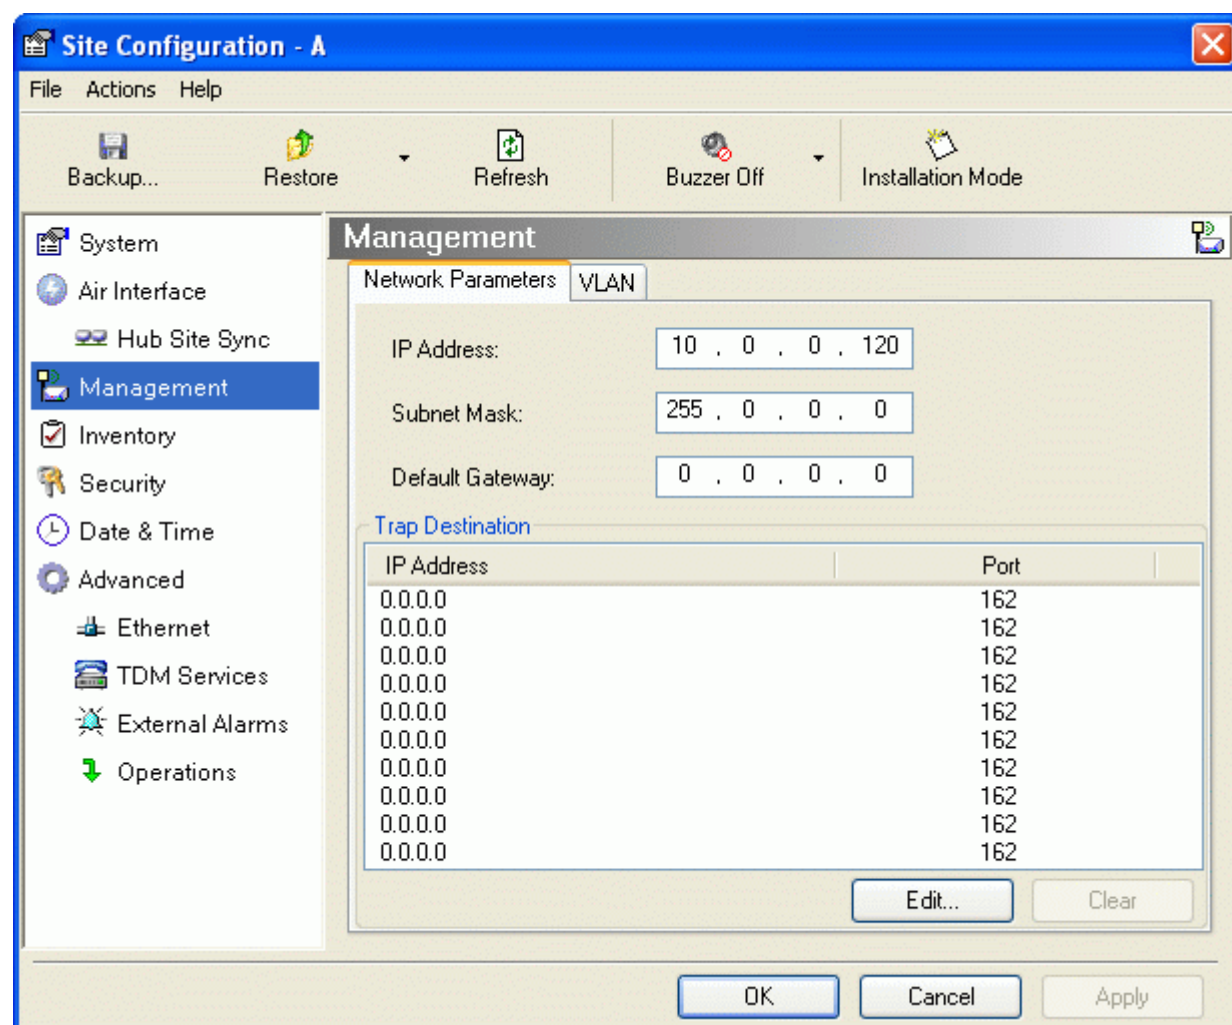 Site Configuration - A
File Actions Help
Backup... Restore Refresh Buzzer Off Installation Mode
System
Air Interface
Hub Site Sync
Management
Inventory
Security
Date & Time
Advanced
Ethernet
TDM Services
External Alarms
Operations
Management
Network Parameters VLAN
IP Address: 10 . 0 . 0 . 120
Subnet Mask: 255 . 0 . 0 . 0
Default Gateway: 0 . 0 . 0 . 0
Trap Destination
IP Address Port
0.0.0.0 162
0.0.0.0 162
0.0.0.0 162
0.0.0.0 162
0.0.0.0 162
0.0.0.0 162
0.0.0.0 162
0.0.0.0 162
0.0.0.0 162
0.0.0.0 162
Edit... Clear
OK Cancel Apply